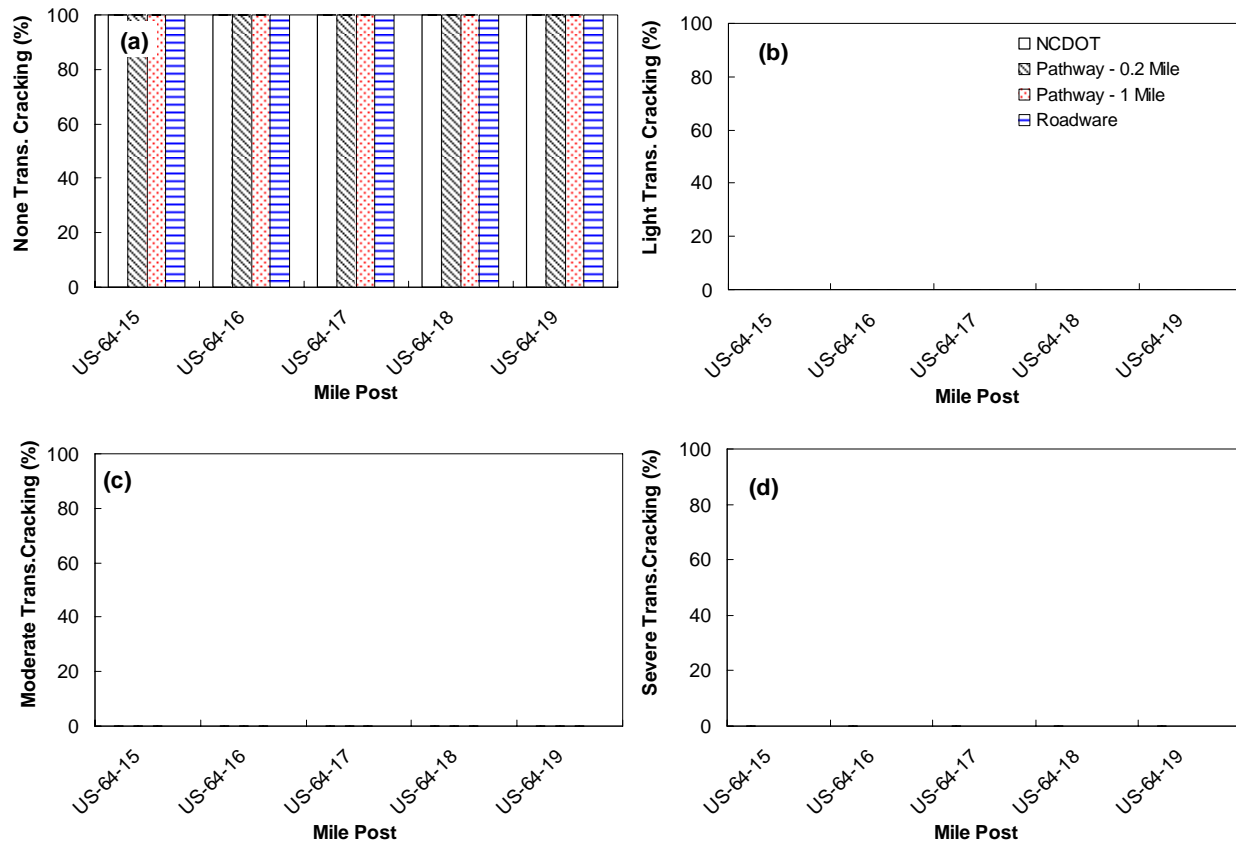 None Trans. Cracking (%)
100
80
60
40
20
0
(a)
US-64-15
US-64-16
US-64-17
US-64-18
US-64-19
Mile Post
Light Trans. Cracking (%)
100
80
60
40
20
0
(b)
NCDOT
Pathway - 0.2 Mile
Pathway - 1 Mile
Roadware
US-64-15
US-64-16
US-64-17
US-64-18
US-64-19
Mile Post
Moderate Trans.Cracking (%)
100
80
60
40
20
0
(c)
US-64-15
US-64-16
US-64-17
US-64-18
US-64-19
Mile Post
Severe Trans.Cracking (%)
100
80
60
40
20
0
(d)
US-64-15
US-64-16
US-64-17
US-64-18
US-64-19
Mile Post